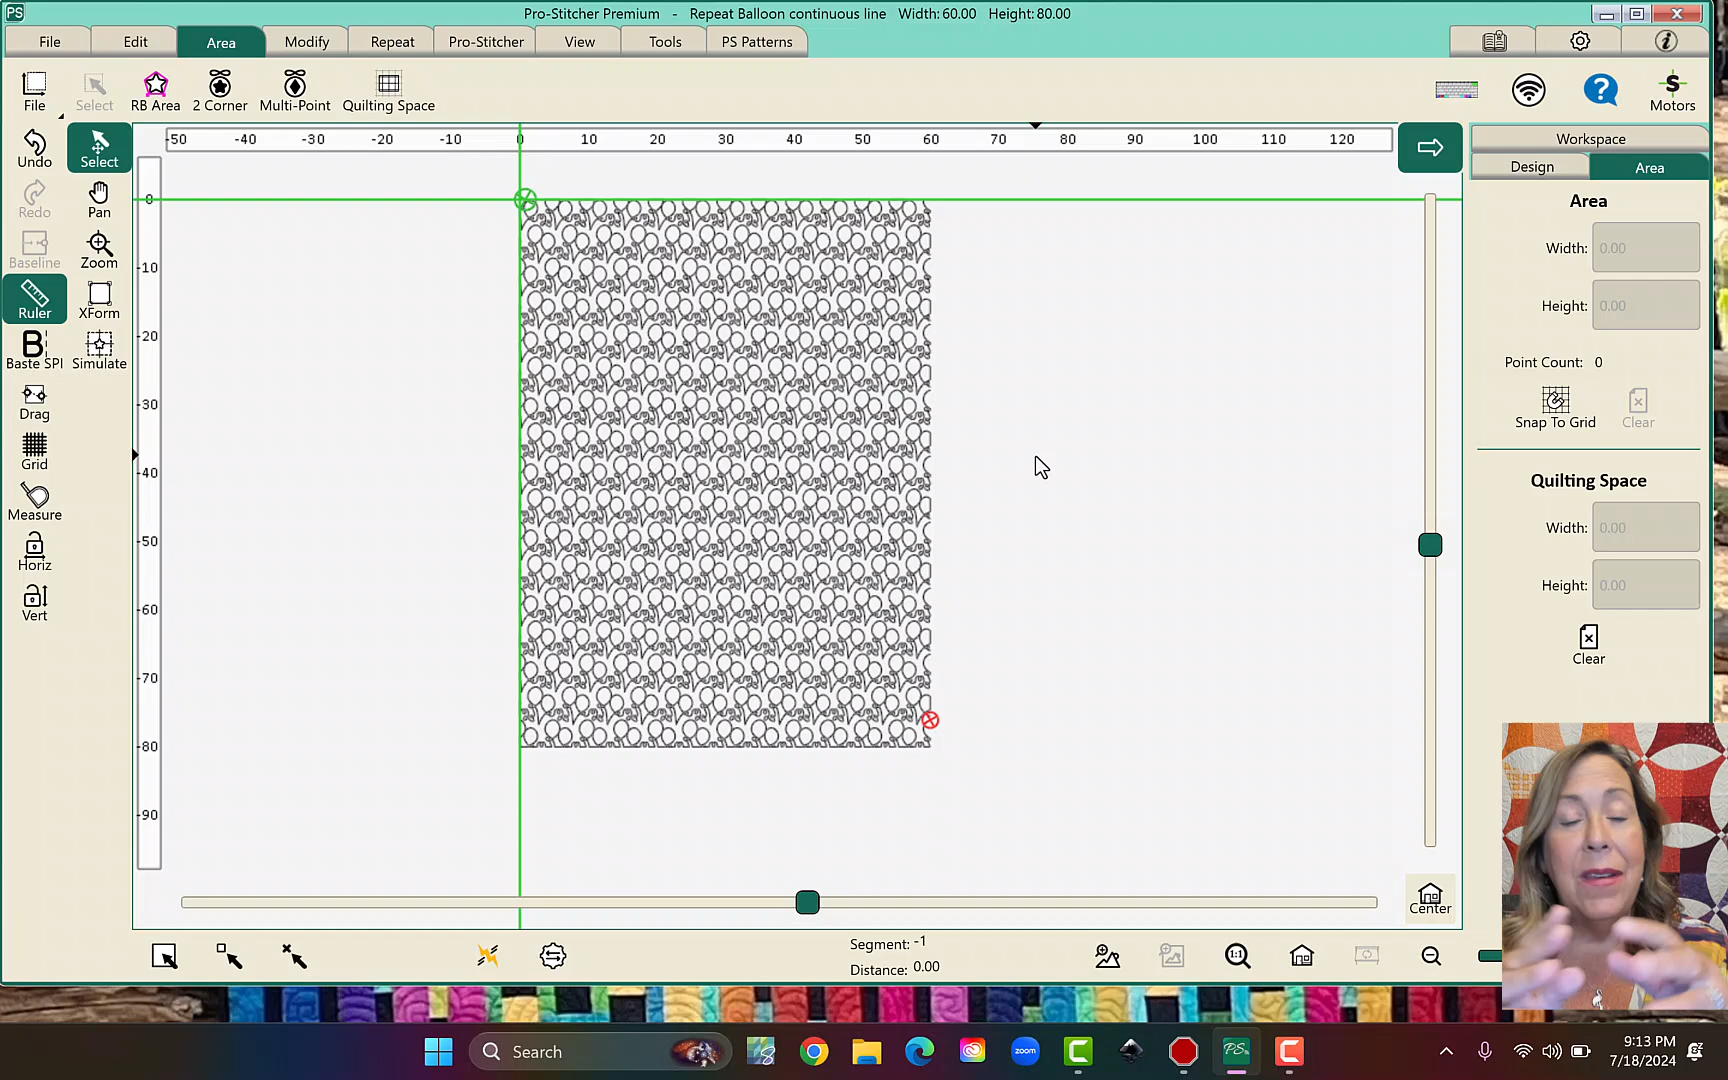 PS Pro-Stitcher Premium - Repeat Balloon continuous line Width:60.00 Height:80.00
File Edit Area Modify Repeat Pro-Stitcher View Tools PS Patterns
File Select RB Area 2 Corner Multi-Point Quilting Space S Motors
Undo Select
Redo Pan
Baseline Zoom
Ruler XForm
B Baste SPI Simulate
Drag
Grid
Measure
Horiz
Vert
-50 -40 -30 -20 -10 0 10 20 30 40 50 60 70 80 90 100 110 120
0
-10
-20
-30
-40
-50
-60
-70
-80
-90
Workspace
Design Area
Area
Width: 0.00
Height: 0.00
Point Count: 0
Snap To Grid Clear
Quilting Space
Width: 0.00
Height: 0.00
Clear
Center
Segment: -1
Distance: 0.00
1:1
Search
zoom
PS
9:13 PM
7/18/2024